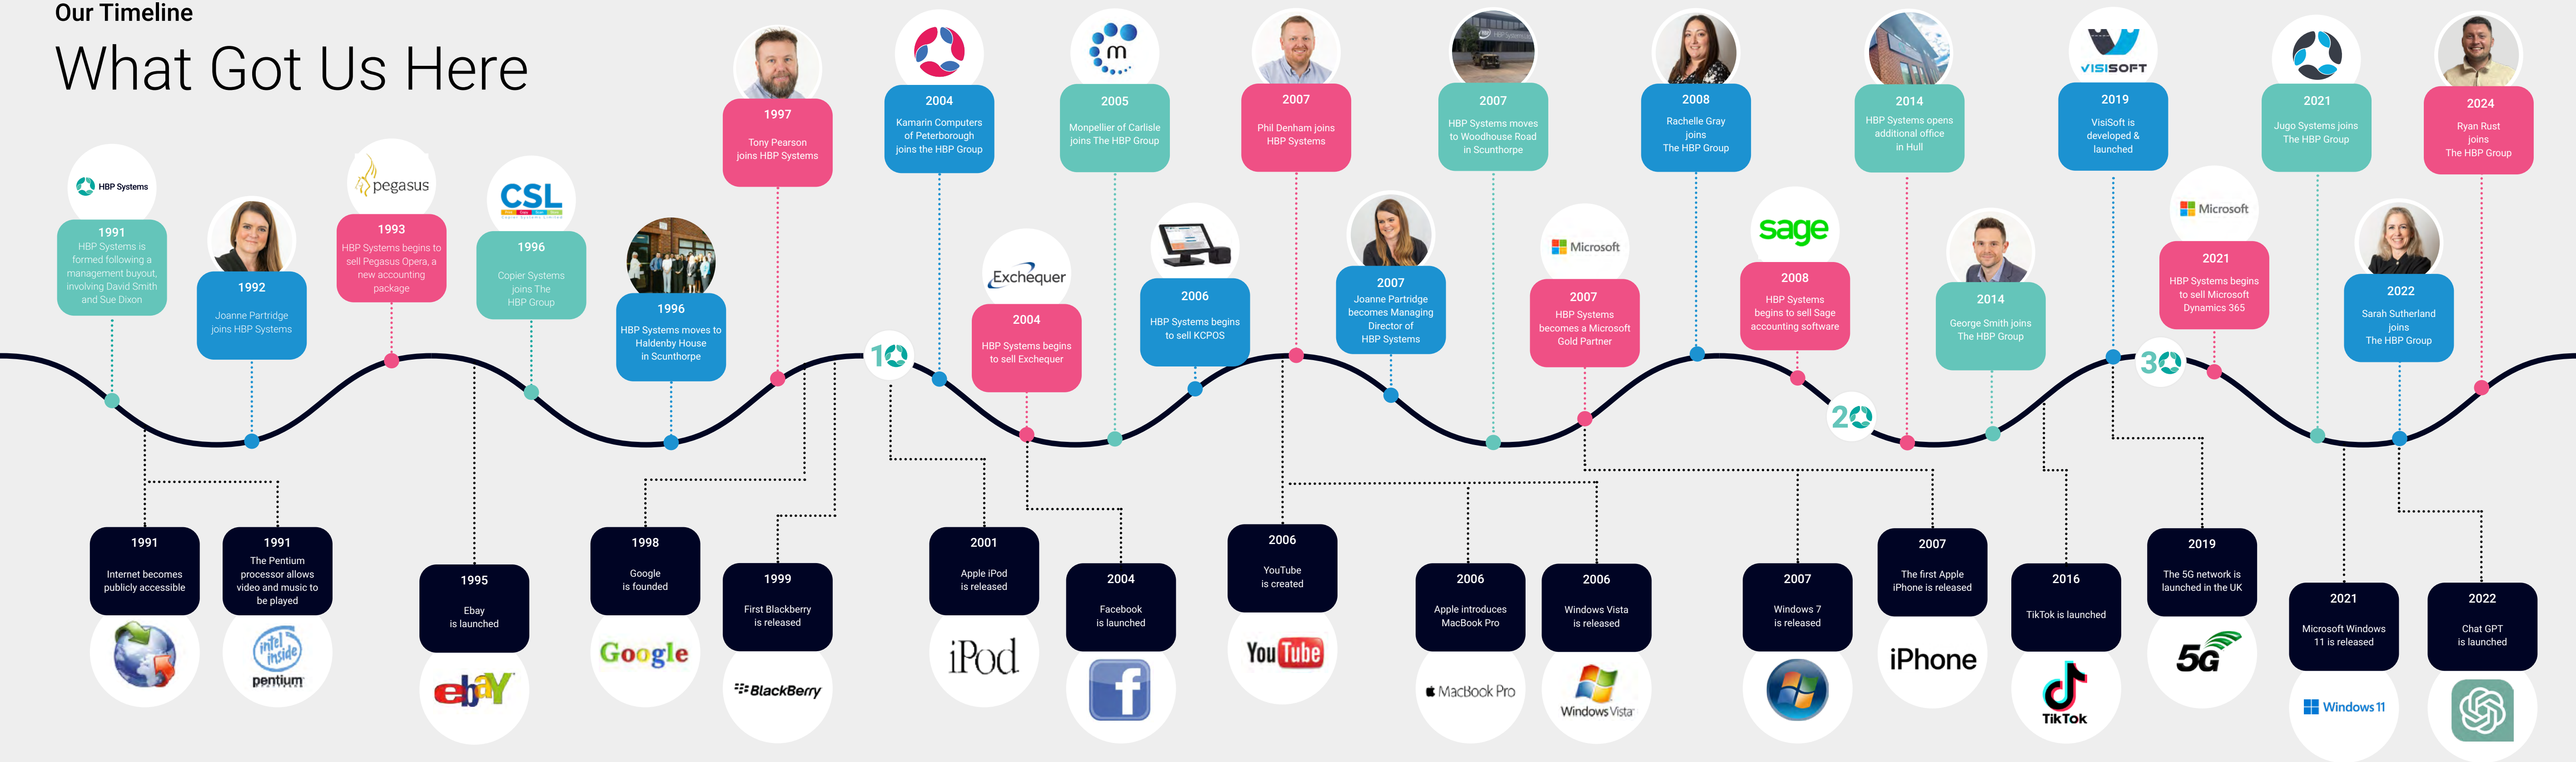 Our Timeline
What Got Us Here
HBP Systems
1991
HBP Systems is
formed following a
management buyout,
involving David Smith
and Sue Dixon
1992
Joanne Partridge
joins HBP Systems
pegasus
1993
HBP Systems begins to
sell Pegasus Opera, a
new accounting
package
CSL
1996
Copier Systems
joins The
HBP Group
1996
HBP Systems moves to
Haldenby House
in Scunthorpe
1997
Tony Pearson
joins HBP Systems
10
2004
Kamarin Computers
of Peterborough
joins the HBP Group
Exchequer
2004
HBP Systems begins
to sell Exchequer
m
2005
Monpellier of Carlisle
joins The HBP Group
2006
HBP Systems begins
to sell KCPOS
2007
Phil Denham joins
HBP Systems
2007
Joanne Partridge
becomes Managing
Director of
HBP Systems
2007
HBP Systems moves
to Woodhouse Road
in Scunthorpe
Microsoft
2007
HBP Systems
becomes a Microsoft
Gold Partner
2008
Rachelle Gray
joins
The HBP Group
sage
2008
HBP Systems
begins to sell Sage
accounting software
20
2014
HBP Systems opens
additional office
in Hull
2014
George Smith joins
The HBP Group
VISISOFT
2019
VisiSoft is
developed &
launched
30
Microsoft
2021
HBP Systems begins
to sell Microsoft
Dynamics 365
2021
Jugo Systems joins
The HBP Group
2022
Sarah Sutherland
joins
The HBP Group
2024
Ryan Rust
joins
The HBP Group
1991
Internet becomes
publicly accessible
1991
The Pentium
processor allows
video and music to
be played
intel
inside
pentium
1995
Ebay
is launched
ebaY
1998
Google
is founded
Google
1999
First Blackberry
is released
BlackBerry
2001
Apple iPod
is released
iPod
2004
Facebook
is launched
f
2006
YouTube
is created
YouTube
2006
Apple introduces
MacBook Pro
MacBook Pro
2006
Windows Vista
is released
Windows Vista
2007
Windows 7
is released
2007
The first Apple
iPhone is released
iPhone
2016
TikTok is launched
TikTok
2019
The 5G network is
launched in the UK
5G
2021
Microsoft Windows
11 is released
Windows 11
2022
Chat GPT
is launched